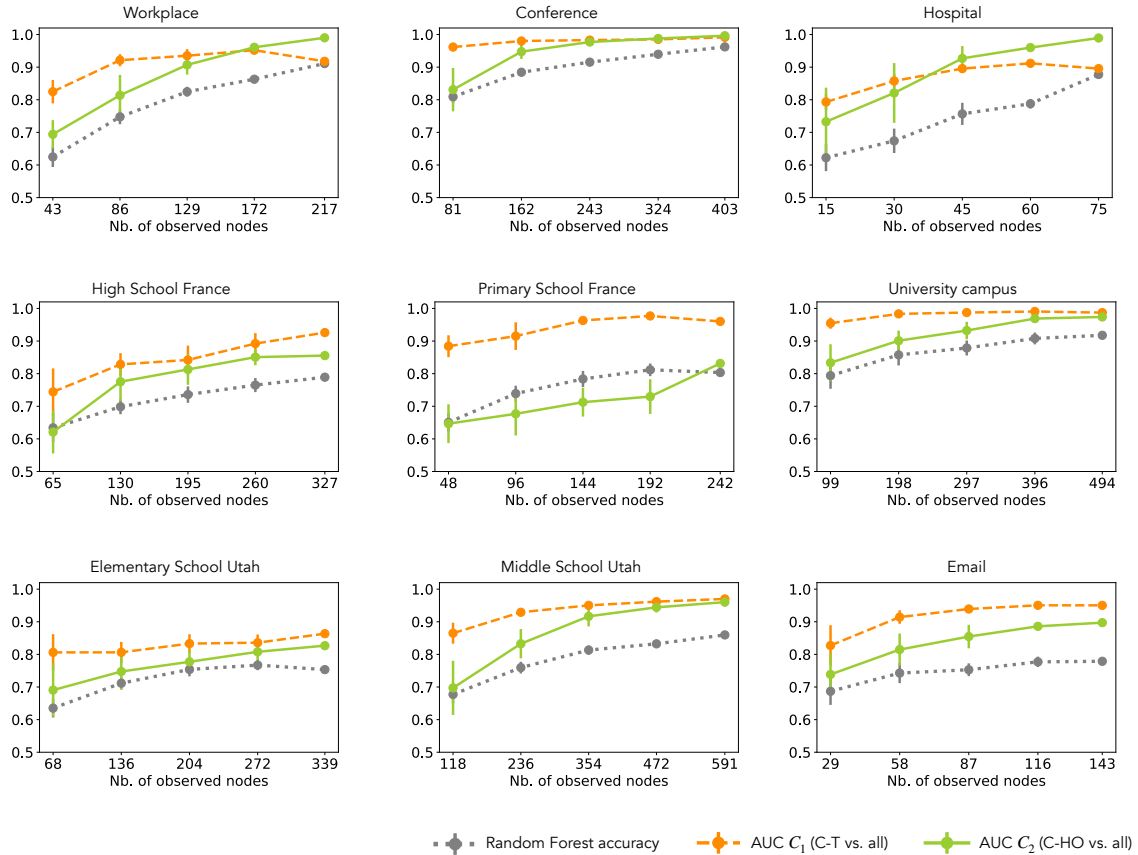 Workplace Conference Hospital
1.0 1.0 1.0
0.9 0.9 0.9
0.8 0.8 0.8
0.7 0.7 0.7
0.6 0.6 0.6
0.5 0.5 0.5
43 86 129 172 217 81 162 243 324 403 15 30 45 60 75
Nb. of observed nodes Nb. of observed nodes Nb. of observed nodes
High School France Primary School France University campus
1.0 1.0 1.0
0.9 0.9 0.9
0.8 0.8 0.8
0.7 0.7 0.7
0.6 0.6 0.6
0.5 0.5 0.5
65 130 195 260 327 48 96 144 192 242 99 198 297 396 494
Nb. of observed nodes Nb. of observed nodes Nb. of observed nodes
Elementary School Utah Middle School Utah Email
1.0 1.0 1.0
0.9 0.9 0.9
0.8 0.8 0.8
0.7 0.7 0.7
0.6 0.6 0.6
0.5 0.5 0.5
68 136 204 272 339 118 236 354 472 591 29 58 87 116 143
Nb. of observed nodes Nb. of observed nodes Nb. of observed nodes
Random Forest accuracy AUC C₁ (C-T vs. all) AUC C₂ (C-HO vs. all)